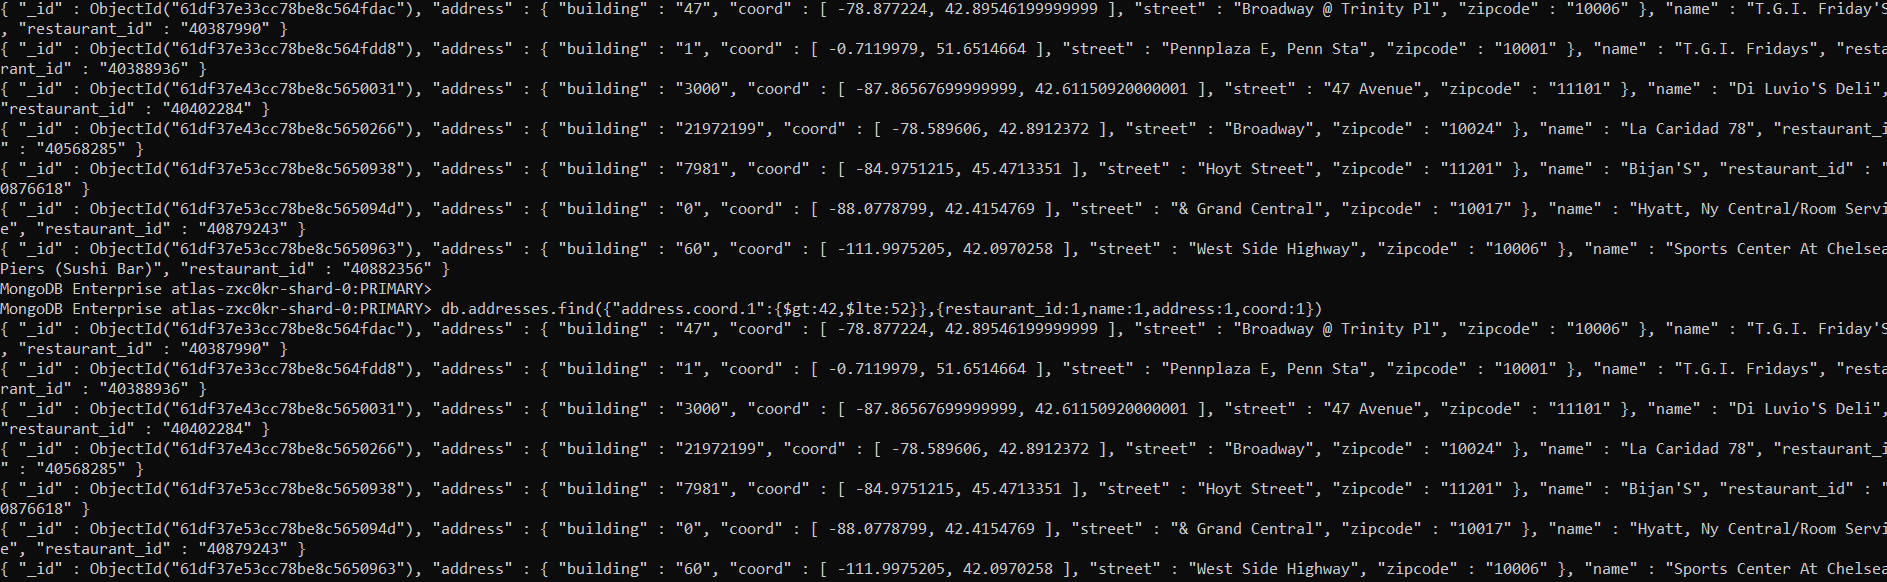 { "_id" : ObjectId("61df37e33cc78be8c564fdac"), "address" : { "building" : "47", "coord" : [ -78.877224, 42.89546199999999 ], "street" : "Broadway @ Trinity Pl", "zipcode" : "10006" }, "name" : "T.G.I. Friday'S
, "restaurant_id" : "40387990" }
{ "_id" : ObjectId("61df37e33cc78be8c564fdd8"), "address" : { "building" : "1", "coord" : [ -0.7119979, 51.6514664 ], "street" : "Pennplaza E, Penn Sta", "zipcode" : "10001" }, "name" : "T.G.I. Fridays", "resta
rant_id" : "40388936" }
{ "_id" : ObjectId("61df37e43cc78be8c5650031"), "address" : { "building" : "3000", "coord" : [ -87.86567699999999, 42.61150920000001 ], "street" : "47 Avenue", "zipcode" : "11101" }, "name" : "Di Luvio'S Deli",
"restaurant_id" : "40402284" }
{ "_id" : ObjectId("61df37e43cc78be8c5650266"), "address" : { "building" : "21972199", "coord" : [ -78.589606, 42.8912372 ], "street" : "Broadway", "zipcode" : "10024" }, "name" : "La Caridad 78", "restaurant_i
" : "40568285" }
{ "_id" : ObjectId("61df37e53cc78be8c5650938"), "address" : { "building" : "7981", "coord" : [ -84.9751215, 45.4713351 ], "street" : "Hoyt Street", "zipcode" : "11201" }, "name" : "Bijan'S", "restaurant_id" : "
0876618" }
{ "_id" : ObjectId("61df37e53cc78be8c565094d"), "address" : { "building" : "0", "coord" : [ -88.0778799, 42.4154769 ], "street" : "& Grand Central", "zipcode" : "10017" }, "name" : "Hyatt, Ny Central/Room Servi
e", "restaurant_id" : "40879243" }
{ "_id" : ObjectId("61df37e53cc78be8c5650963"), "address" : { "building" : "60", "coord" : [ -111.9975205, 42.0970258 ], "street" : "West Side Highway", "zipcode" : "10006" }, "name" : "Sports Center At Chelsea
Piers (Sushi Bar)", "restaurant_id" : "40882356" }
MongoDB Enterprise atlas-zxc0kr-shard-0:PRIMARY>
MongoDB Enterprise atlas-zxc0kr-shard-0:PRIMARY> db.addresses.find({"address.coord.1":{$gt:42,$lte:52}},{restaurant_id:1,name:1,address:1,coord:1})
{ "_id" : ObjectId("61df37e33cc78be8c564fdac"), "address" : { "building" : "47", "coord" : [ -78.877224, 42.89546199999999 ], "street" : "Broadway @ Trinity Pl", "zipcode" : "10006" }, "name" : "T.G.I. Friday'S
, "restaurant_id" : "40387990" }
{ "_id" : ObjectId("61df37e33cc78be8c564fdd8"), "address" : { "building" : "1", "coord" : [ -0.7119979, 51.6514664 ], "street" : "Pennplaza E, Penn Sta", "zipcode" : "10001" }, "name" : "T.G.I. Fridays", "resta
rant_id" : "40388936" }
{ "_id" : ObjectId("61df37e43cc78be8c5650031"), "address" : { "building" : "3000", "coord" : [ -87.86567699999999, 42.61150920000001 ], "street" : "47 Avenue", "zipcode" : "11101" }, "name" : "Di Luvio'S Deli",
"restaurant_id" : "40402284" }
{ "_id" : ObjectId("61df37e43cc78be8c5650266"), "address" : { "building" : "21972199", "coord" : [ -78.589606, 42.8912372 ], "street" : "Broadway", "zipcode" : "10024" }, "name" : "La Caridad 78", "restaurant_i
" : "40568285" }
{ "_id" : ObjectId("61df37e53cc78be8c5650938"), "address" : { "building" : "7981", "coord" : [ -84.9751215, 45.4713351 ], "street" : "Hoyt Street", "zipcode" : "11201" }, "name" : "Bijan'S", "restaurant_id" : "
0876618" }
{ "_id" : ObjectId("61df37e53cc78be8c565094d"), "address" : { "building" : "0", "coord" : [ -88.0778799, 42.4154769 ], "street" : "& Grand Central", "zipcode" : "10017" }, "name" : "Hyatt, Ny Central/Room Servi
e", "restaurant_id" : "40879243" }
{ "_id" : ObjectId("61df37e53cc78be8c5650963"), "address" : { "building" : "60", "coord" : [ -111.9975205, 42.0970258 ], "street" : "West Side Highway", "zipcode" : "10006" }, "name" : "Sports Center At Chelsea